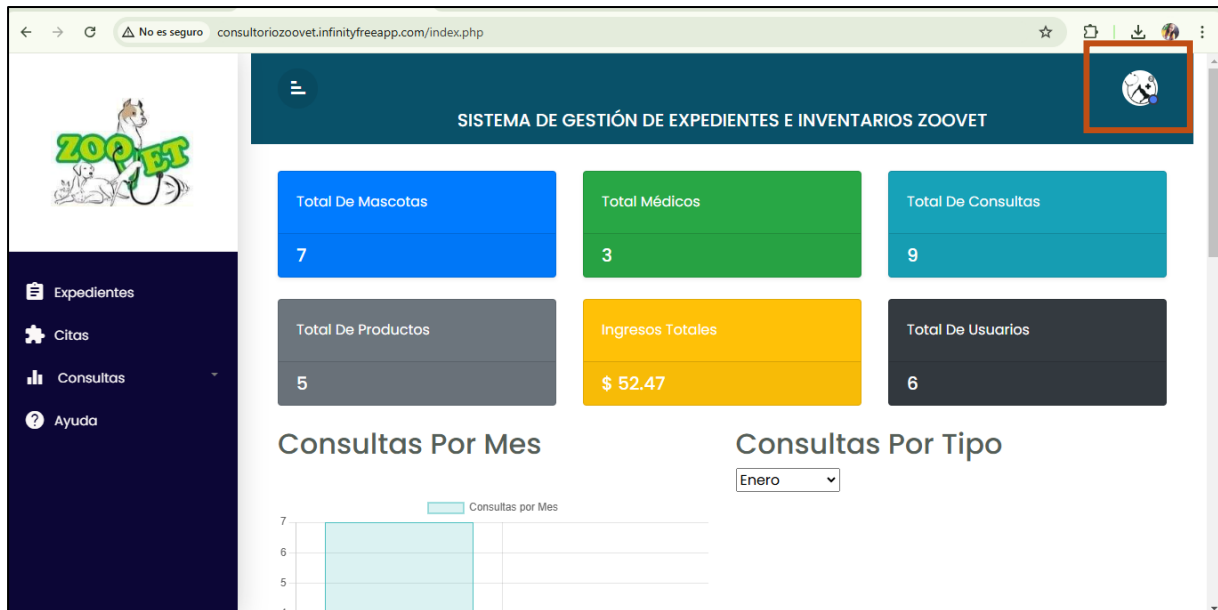 No es seguro consultoriozoovet.infinityfreeapp.com/index.php
ZOOVET
SISTEMA DE GESTIÓN DE EXPEDIENTES E INVENTARIOS ZOOVET
Expedientes
Citas
Consultas
Ayuda
Total De Mascotas
7
Total Médicos
3
Total De Consultas
9
Total De Productos
5
Ingresos Totales
$ 52.47
Total De Usuarios
6
Consultas Por Mes
Consultas por Mes
7
6
5
Consultas Por Tipo
Enero